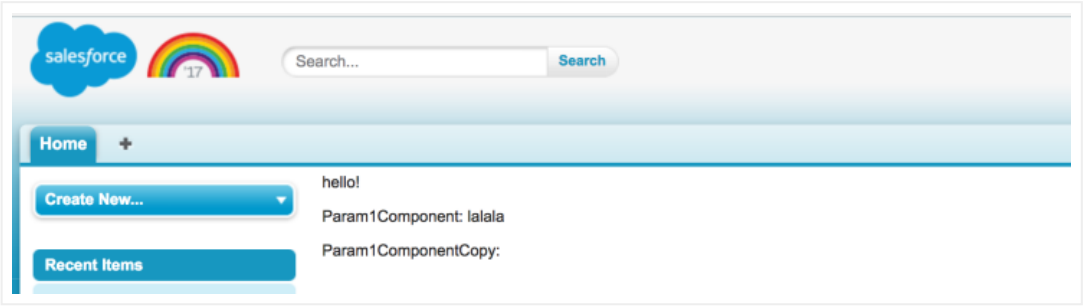 salesforce
'17
Search...
Search
Home +
Create New...
hello!
Param1Component: lalala
Param1ComponentCopy:
Recent Items